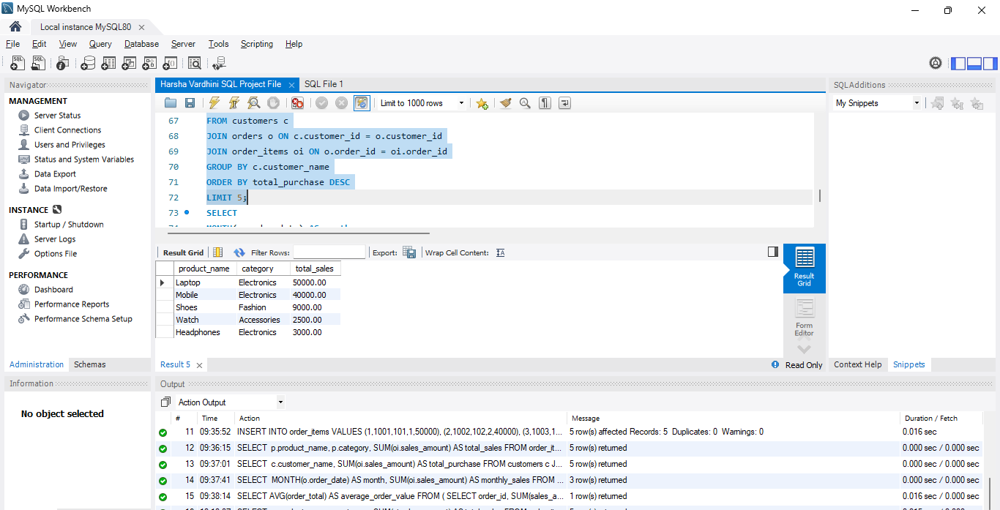 MySQL Workbench
Local instance MySQL80
File Edit View Query Database Server Tools Scripting Help
Navigator
MANAGEMENT
Server Status
Client Connections
Users and Privileges
Status and System Variables
Data Export
Data Import/Restore
INSTANCE
Startup / Shutdown
Server Logs
Options File
PERFORMANCE
Dashboard
Performance Reports
Performance Schema Setup
Administration Schemas
Information
No object selected
Harsha Vardhini SQL Project File SQL File 1
Limit to 1000 rows
67 FROM customers c
68 JOIN orders o ON c.customer_id = o.customer_id
69 JOIN order_items oi ON o.order_id = oi.order_id
70 GROUP BY c.customer_name
71 ORDER BY total_purchase DESC
72 LIMIT 5;
73 SELECT
Result Grid Filter Rows: Export: Wrap Cell Content:
product_name category total_sales
Laptop Electronics 50000.00
Mobile Electronics 40000.00
Shoes Fashion 9000.00
Watch Accessories 2500.00
Headphones Electronics 3000.00
Result Grid
Form Editor
Result 5 Read Only
SQLAdditions
My Snippets
Context Help Snippets
Output
Action Output
# Time Action Message Duration / Fetch
11 09:35:52 INSERT INTO order_items VALUES (1,1001,101,1,50000), (2,1002,102,2,40000), (3,1003,1... 5 row(s) affected Records: 5 Duplicates: 0 Warnings: 0 0.016 sec
12 09:36:15 SELECT p.product_name, p.category, SUM(oi.sales_amount) AS total_sales FROM order_it... 5 row(s) returned 0.000 sec / 0.000 sec
13 09:37:01 SELECT c.customer_name, SUM(oi.sales_amount) AS total_purchase FROM customers c J... 5 row(s) returned 0.000 sec / 0.000 sec
14 09:37:41 SELECT MONTH(o.order_date) AS month, SUM(oi.sales_amount) AS monthly_sales FROM ... 3 row(s) returned 0.000 sec / 0.000 sec
15 09:38:14 SELECT AVG(order_total) AS average_order_value FROM ( SELECT order_id, SUM(sales_a... 1 row(s) returned 0.016 sec / 0.000 sec